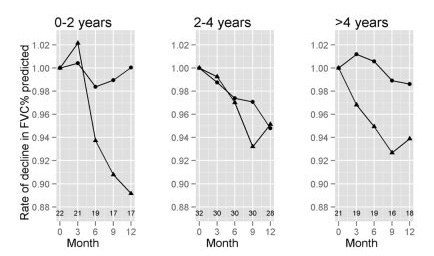 0-2 years
2-4 years
>4 years
Rate of decline in FVC% predicted
1.02
1.00
0.98
0.96
0.94
0.92
0.90
0.88
22 21 19 17 17
0 3 6 9 12
Month
1.02
1.00
0.98
0.96
0.94
0.92
0.90
0.88
32 30 30 30 28
0 3 6 9 12
Month
1.02
1.00
0.98
0.96
0.94
0.92
0.90
0.88
21 19 19 16 18
0 3 6 9 12
Month